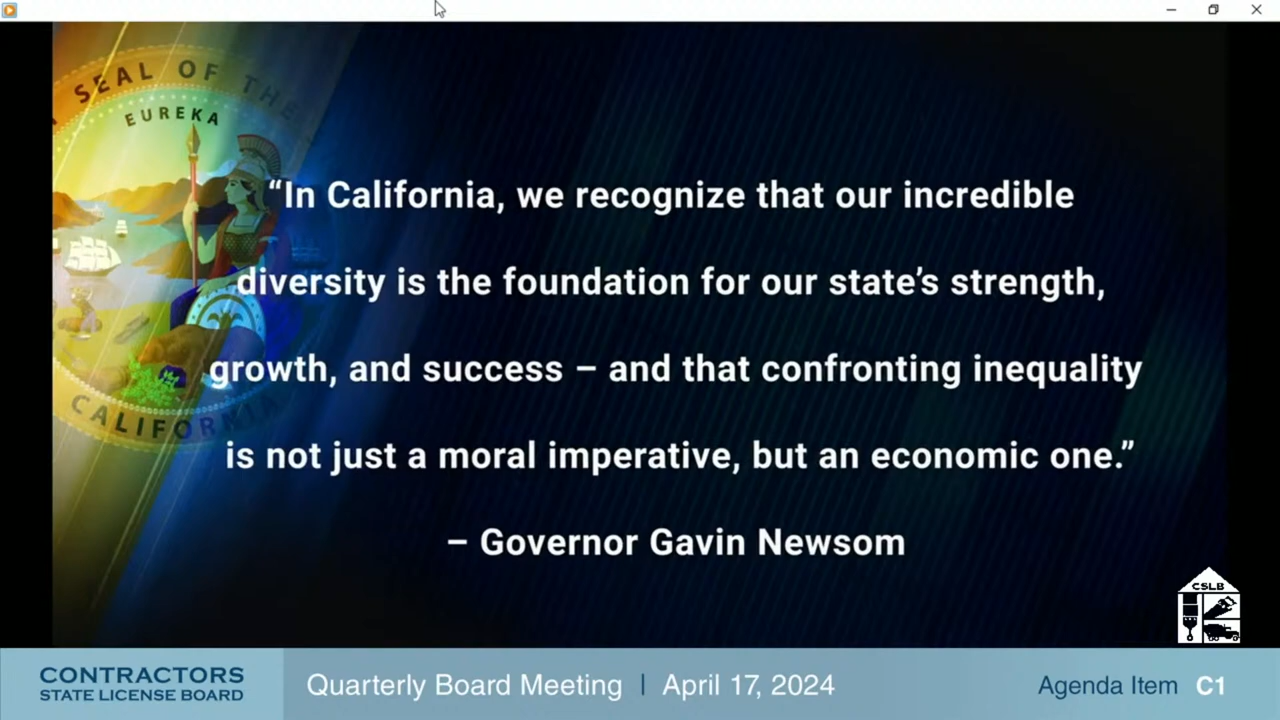 SEAL OF THE
EUREKA
“In California, we recognize that our incredible
diversity is the foundation for our state’s strength,
growth, and success – and that confronting inequality
is not just a moral imperative, but an economic one.”
– Governor Gavin Newsom
CALIFORNIA
CSLB
CONTRACTORS
STATE LICENSE BOARD
Quarterly Board Meeting | April 17, 2024
Agenda Item C1